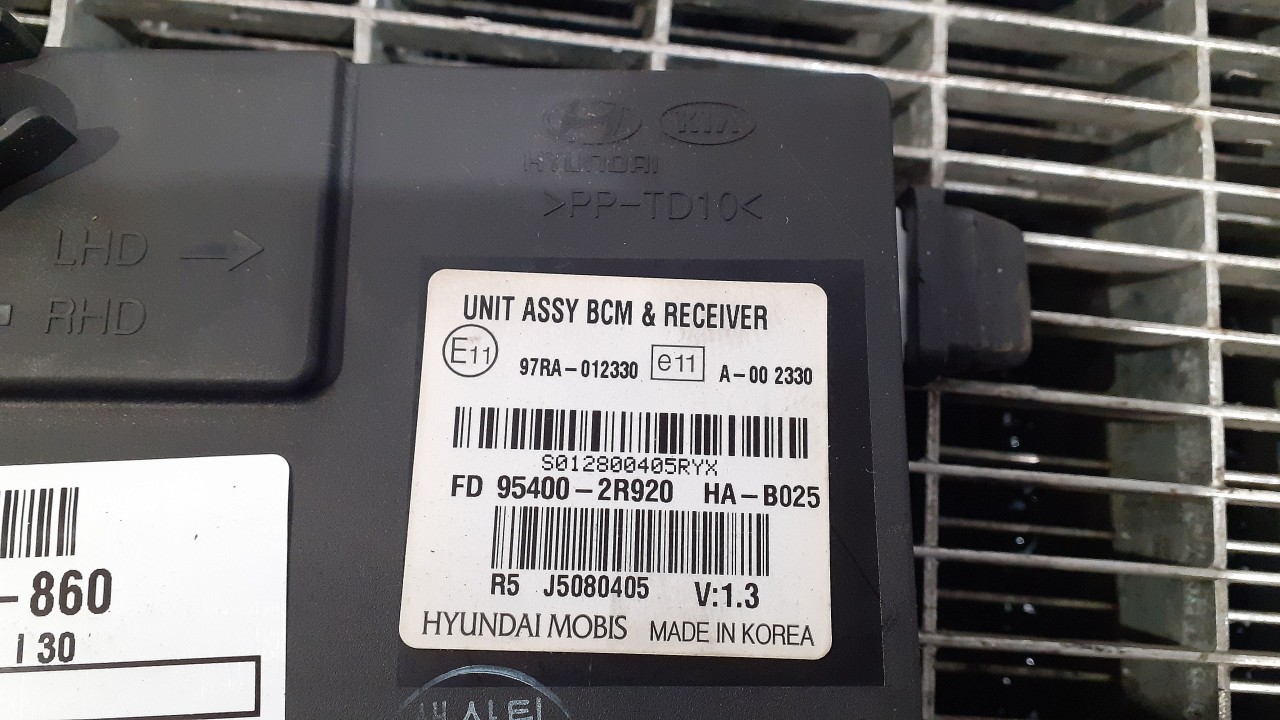 KIA
HYUNDAI
>PP-TD10<
LHD
RHD
UNIT ASSY BCM & RECEIVER
E11 97RA-012330 e11 A-00 2330
S012800405RYX
FD 95400-2R920 HA-B025
R5 J5080405 V:1.3
HYUNDAI MOBIS MADE IN KOREA
-860
I30